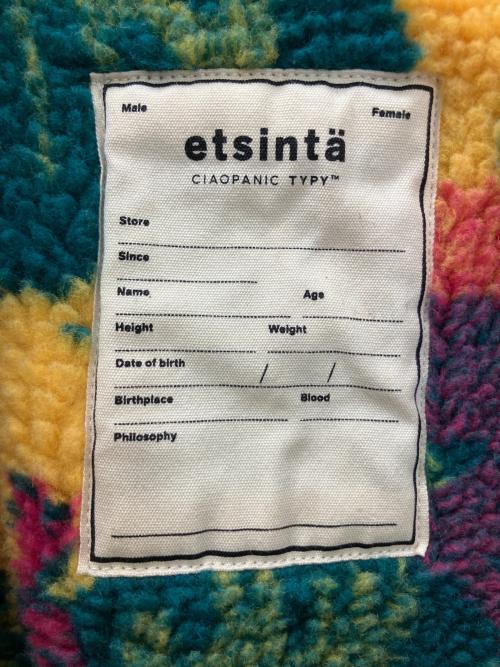 Male Female
etsintä
CIAOPANIC TYPY™
Store
Since
Name Age
Height Weight
Date of birth / /
Birthplace Blood
Philosophy